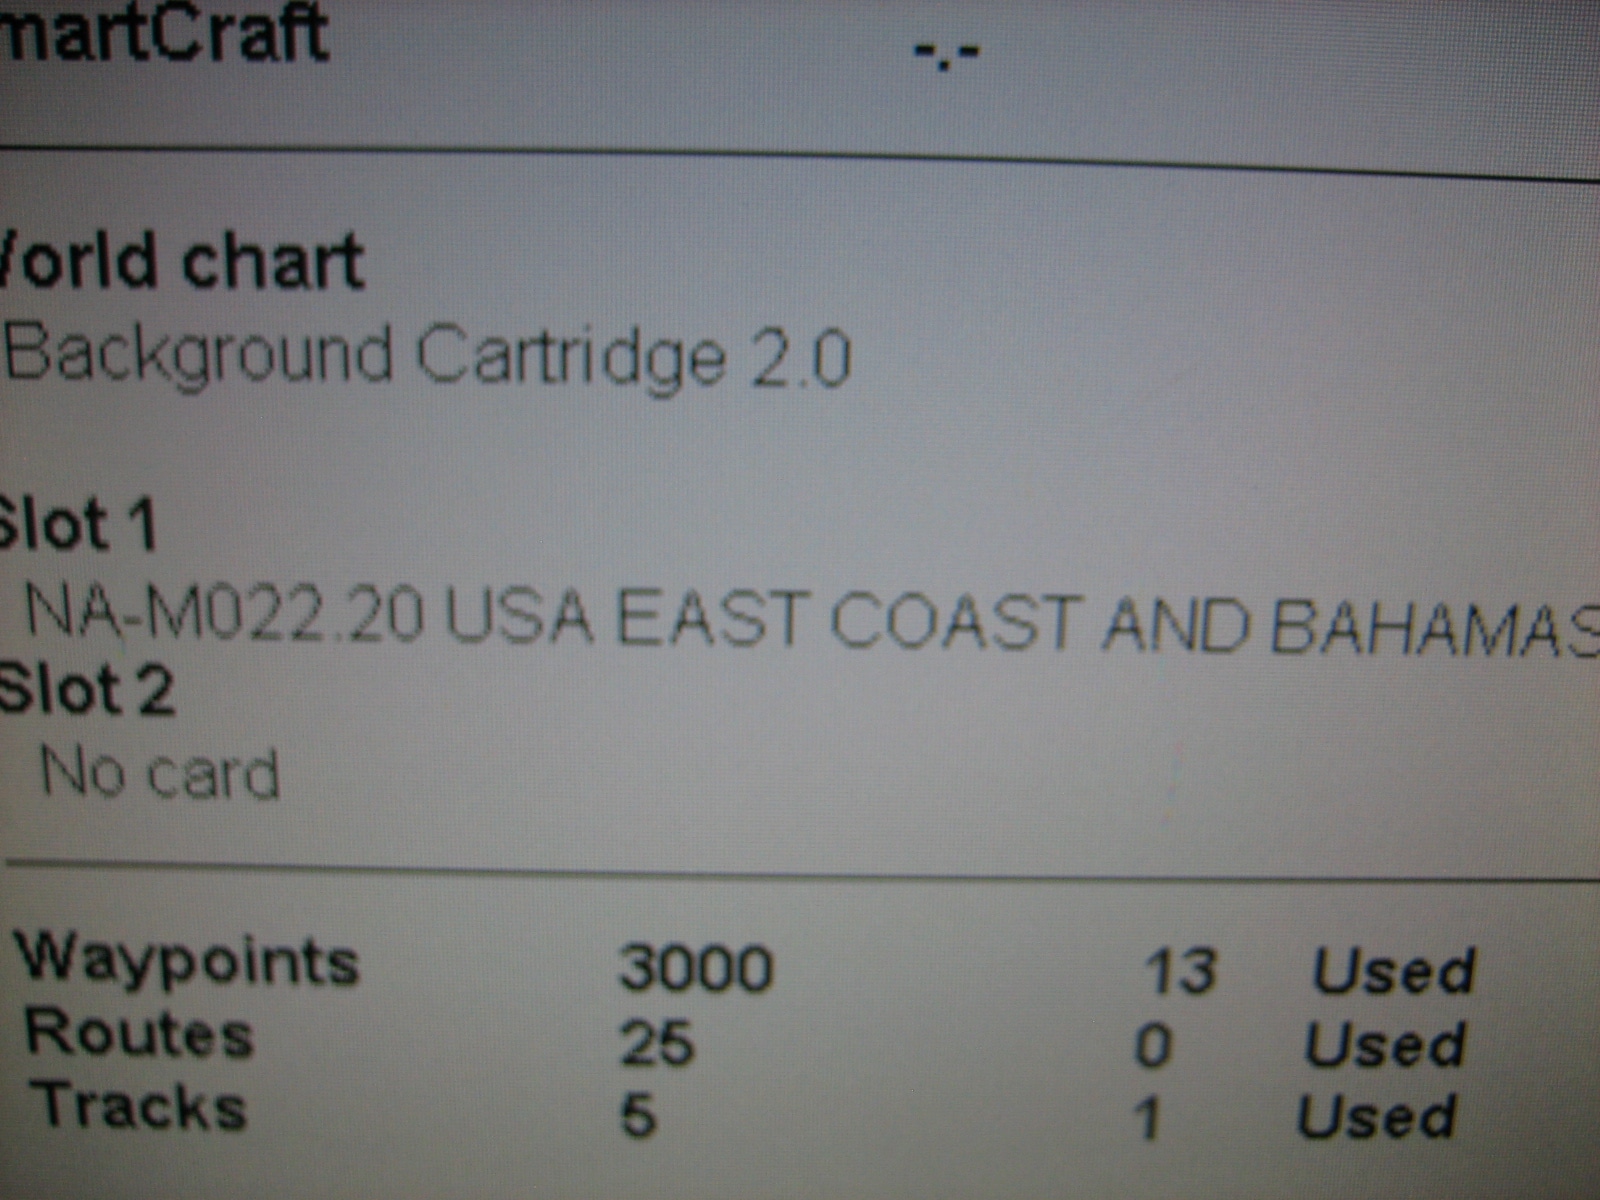 martCraft -.-
World chart
Background Cartridge 2.0
Slot 1
NA-M022.20 USA EAST COAST AND BAHAMAS
Slot 2
No card
Waypoints 3000 13 Used
Routes 25 0 Used
Tracks 5 1 Used